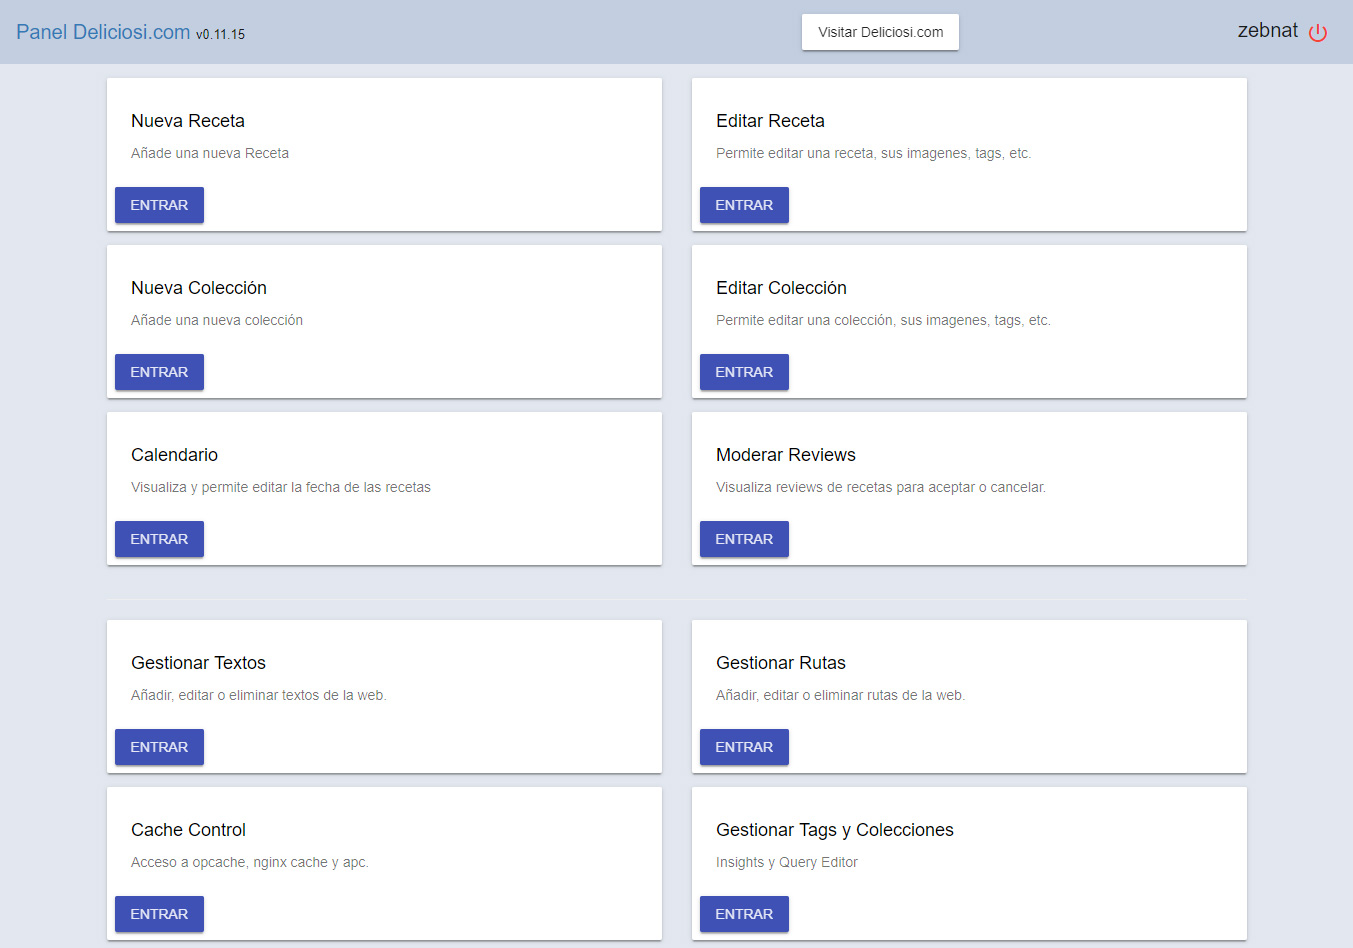 Panel Deliciosi.com v0.11.15
Visitar Deliciosi.com
zebnat
Nueva Receta
Añade una nueva Receta
ENTRAR
Editar Receta
Permite editar una receta, sus imagenes, tags, etc.
ENTRAR
Nueva Colección
Añade una nueva colección
ENTRAR
Editar Colección
Permite editar una colección, sus imagenes, tags, etc.
ENTRAR
Calendario
Visualiza y permite editar la fecha de las recetas
ENTRAR
Moderar Reviews
Visualiza reviews de recetas para aceptar o cancelar.
ENTRAR
Gestionar Textos
Añadir, editar o eliminar textos de la web.
ENTRAR
Gestionar Rutas
Añadir, editar o eliminar rutas de la web.
ENTRAR
Cache Control
Acceso a opcache, nginx cache y apc.
ENTRAR
Gestionar Tags y Colecciones
Insights y Query Editor
ENTRAR